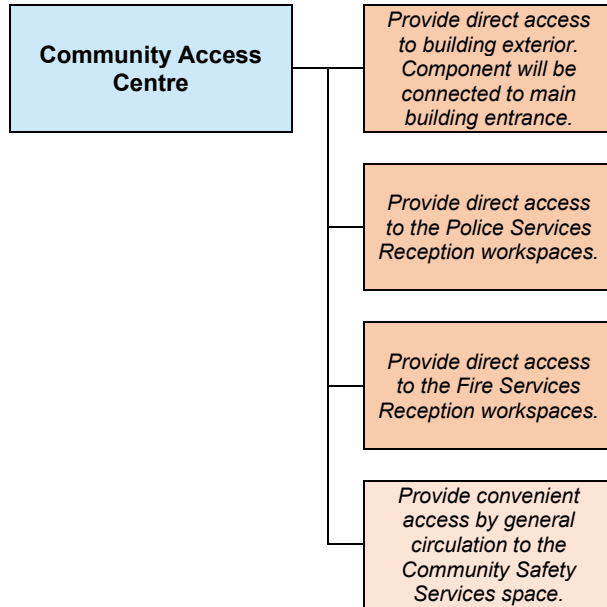 Community Access
Centre
Provide direct access
to building exterior.
Component will be
connected to main
building entrance.
Provide direct access
to the Police Services
Reception workspaces.
Provide direct access
to the Fire Services
Reception workspaces.
Provide convenient
access by general
circulation to the
Community Safety
Services space.